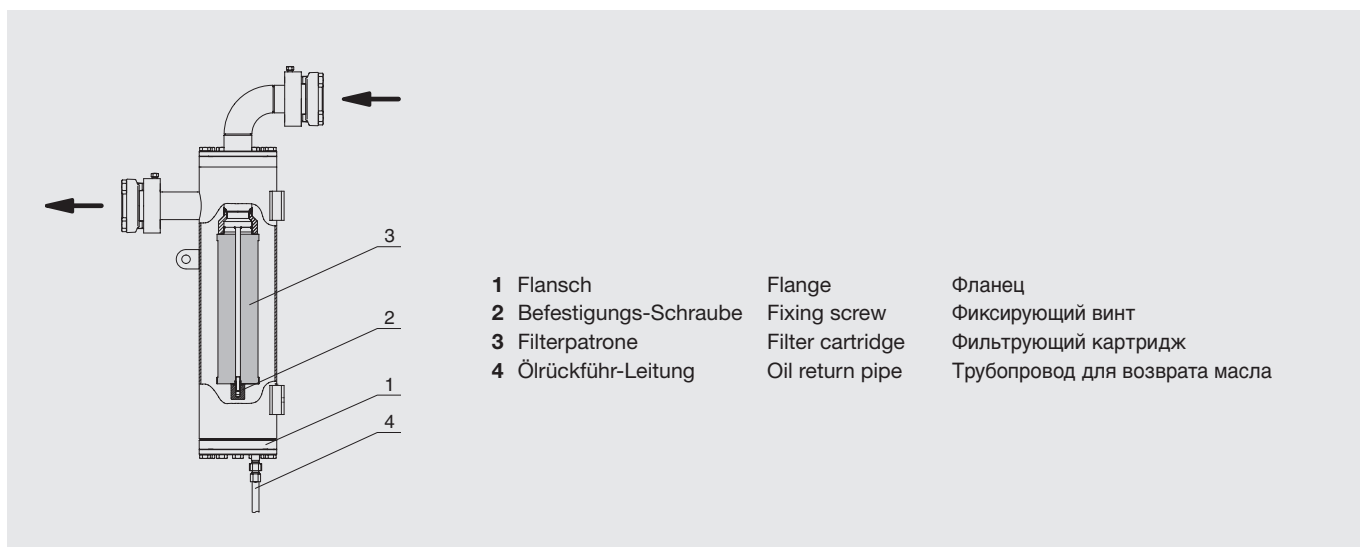 3
2
1
4
1 Flansch Flange Фланец
2 Befestigungs-Schraube Fixing screw Фиксирующий винт
3 Filterpatrone Filter cartridge Фильтрующий картридж
4 Ölrückführ-Leitung Oil return pipe Трубопровод для возврата масла